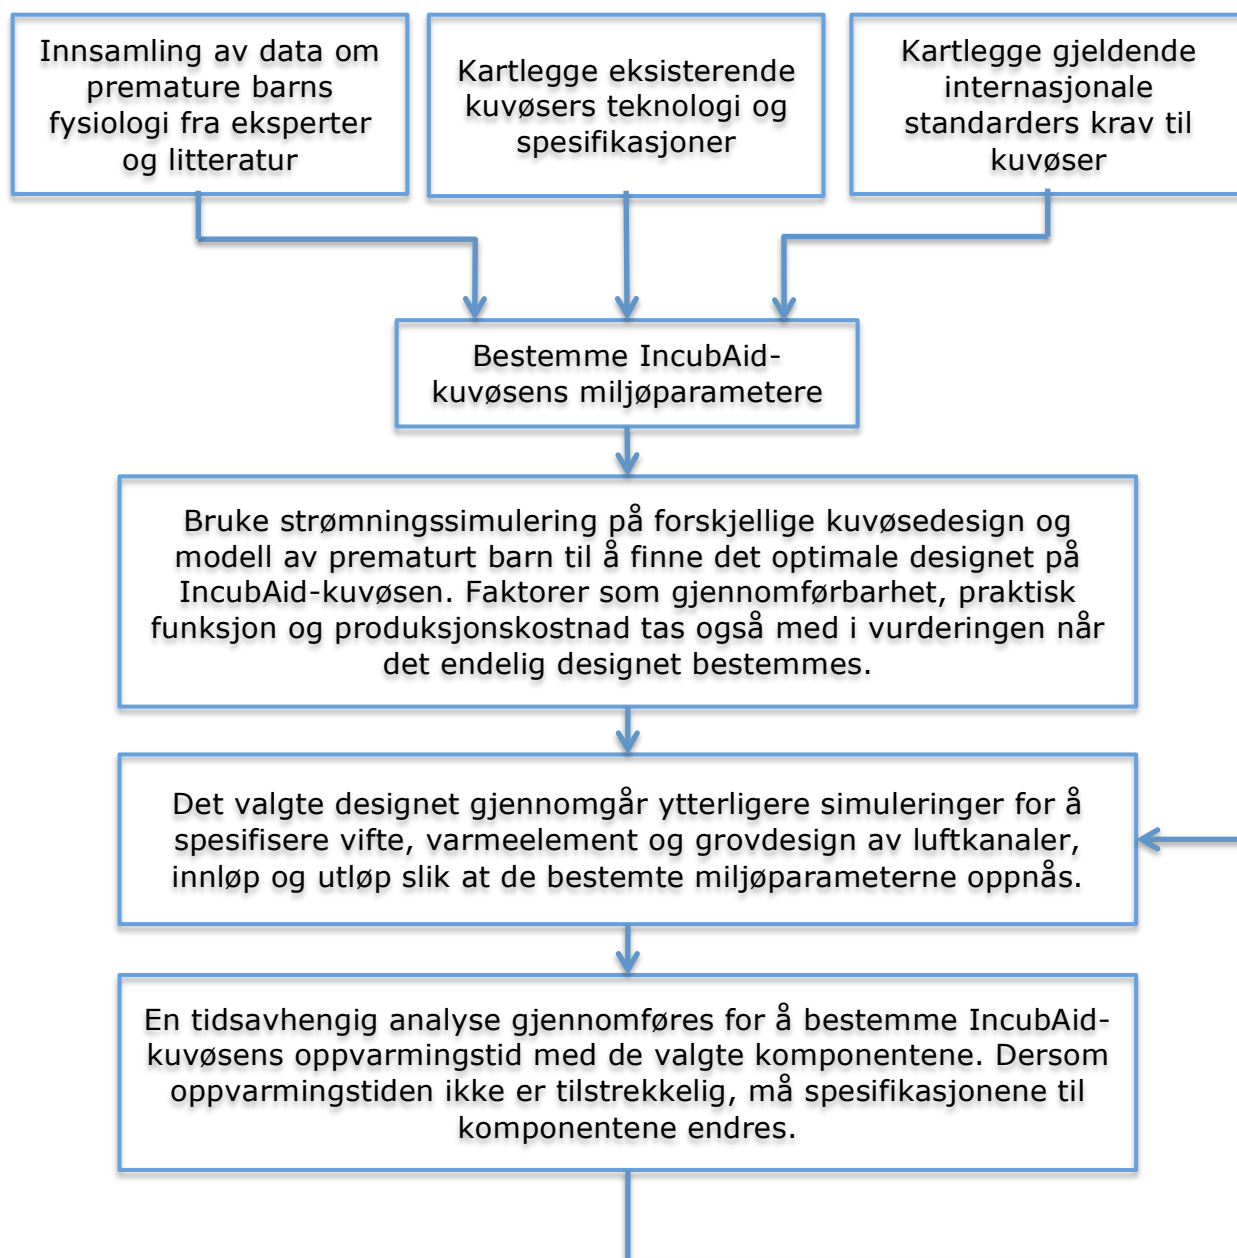 Innsamling av data om
premature barns
fysiologi fra eksperter
og litteratur
Kartlegge eksisterende
kuvøsers teknologi og
spesifikasjoner
Kartlegge gjeldende
internasjonale
standarders krav til
kuvøser
Bestemme IncubAid-
kuvøsens miljøparametere
Bruke strømningssimulering på forskjellige kuvøsedesign og
modell av prematurt barn til å finne det optimale designet på
IncubAid-kuvøsen. Faktorer som gjennomførbarhet, praktisk
funksjon og produksjonskostnad tas også med i vurderingen når
det endelig designet bestemmes.
Det valgte designet gjennomgår ytterligere simuleringer for å
spesifisere vifte, varmeelement og grovdesign av luftkanaler,
innløp og utløp slik at de bestemte miljøparameterne oppnås.
En tidsavhengig analyse gjennomføres for å bestemme IncubAid-
kuvøsens oppvarmingstid med de valgte komponentene. Dersom
oppvarmingstiden ikke er tilstrekkelig, må spesifikasjonene til
komponentene endres.